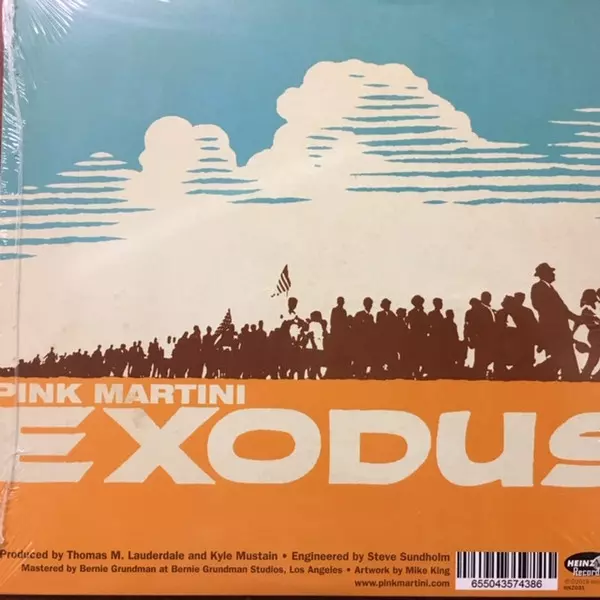 PINK MARTINI
EXODUS
Produced by Thomas M. Lauderdale and Kyle Mustain • Engineered by Steve Sundholm
Mastered by Bernie Grundman at Bernie Grundman Studios, Los Angeles • Artwork by Mike King
www.pinkmartini.com
655043574386
HEINZ
Records